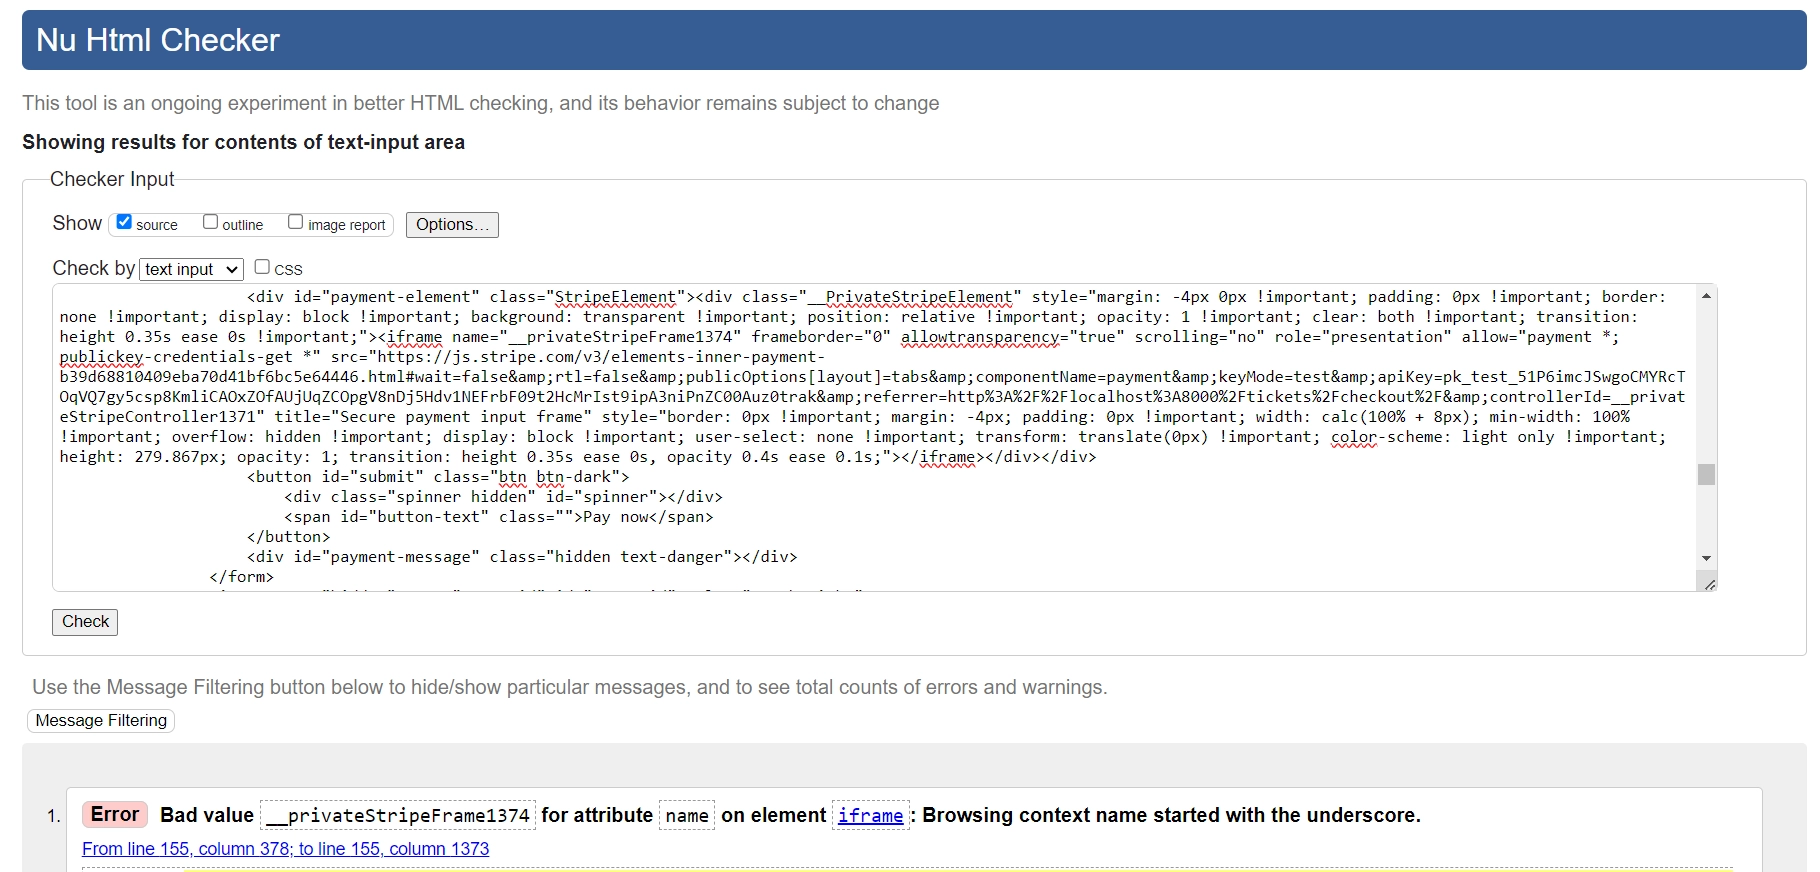 Nu Html Checker
This tool is an ongoing experiment in better HTML checking, and its behavior remains subject to change
Showing results for contents of text-input area
Checker Input
Show source outline image report Options...
Check by text input CSS
<div id="payment-element" class="StripeElement"><div class="__PrivateStripeElement" style="margin: -4px 0px !important; padding: 0px !important; border:
none !important; display: block !important; background: transparent !important; position: relative !important; opacity: 1 !important; clear: both !important; transition:
height 0.35s ease 0s !important;"><iframe name="__privateStripeFrame1374" frameborder="0" allowtransparency="true" scrolling="no" role="presentation" allow="payment *;
publickey-credentials-get *" src="https://js.stripe.com/v3/elements-inner-payment-
b39d68810409eba70d41bf6bc5e64446.html#wait=false&amp;rtl=false&amp;publicOptions[layout]=tabs&amp;componentName=payment&amp;keyMode=test&amp;apiKey=pk_test_51P6imcJSwgoCMYRcT
OqVQ7gy5csp8KmliCAOxZOfAUjUqZCOpgV8nDj5Hdv1NEFrbF09t2HcMrIst9ipA3niPnZC00Auz0trak&amp;referrer=http%3A%2F%2Flocalhost%3A8000%2Ftickets%2Fcheckout%2F&amp;controllerId=__privat
eStripeController1371" title="Secure payment input frame" style="border: 0px !important; margin: -4px; padding: 0px !important; width: calc(100% + 8px); min-width: 100%
!important; overflow: hidden !important; display: block !important; user-select: none !important; transform: translate(0px) !important; color-scheme: light only !important;
height: 279.867px; opacity: 1; transition: height 0.35s ease 0s, opacity 0.4s ease 0.1s;"></iframe></div></div>
<button id="submit" class="btn btn-dark">
<div class="spinner hidden" id="spinner"></div>
<span id="button-text" class="">Pay now</span>
</button>
<div id="payment-message" class="hidden text-danger"></div>
</form>
Check
Use the Message Filtering button below to hide/show particular messages, and to see total counts of errors and warnings.
Message Filtering
1. Error Bad value __privateStripeFrame1374 for attribute name on element iframe: Browsing context name started with the underscore.
From line 155, column 378; to line 155, column 1373